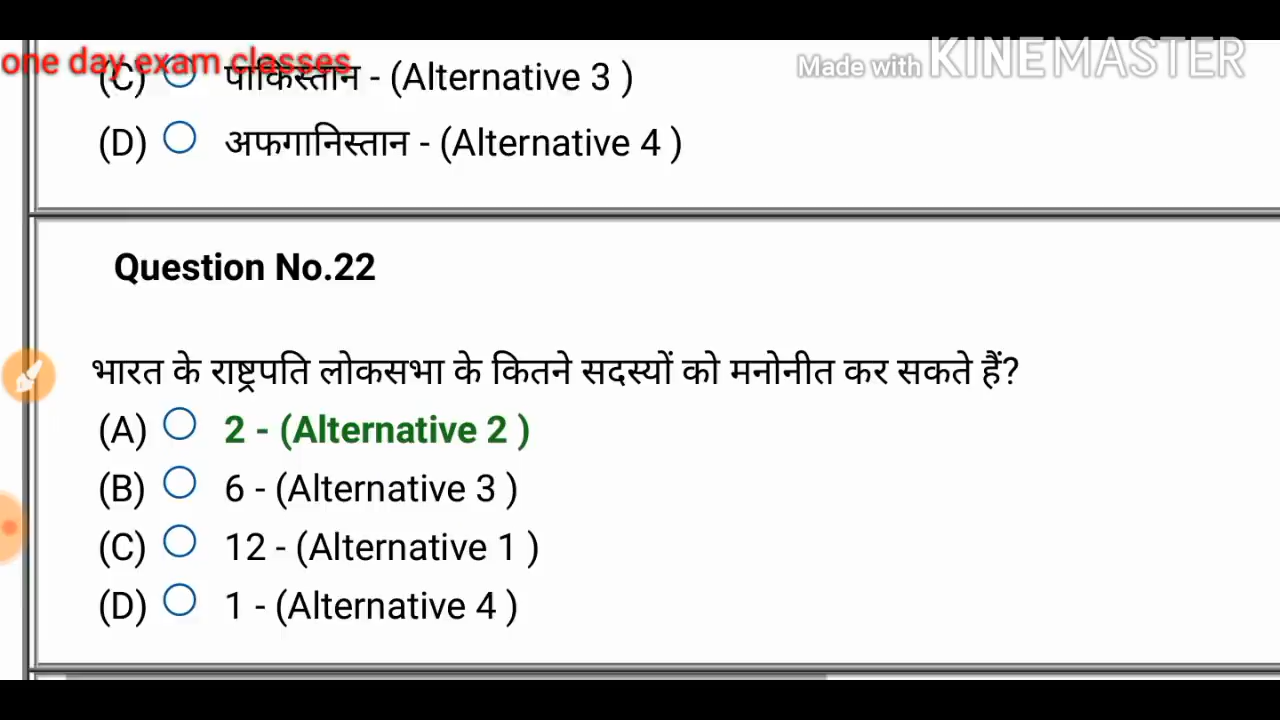 one day exam classes
Made with KINEMASTER
(C) पाकिस्तान - (Alternative 3 )
(D) अफगानिस्तान - (Alternative 4 )
Question No.22
भारत के राष्ट्रपति लोकसभा के कितने सदस्यों को मनोनीत कर सकते हैं?
(A) 2 - (Alternative 2 )
(B) 6 - (Alternative 3 )
(C) 12 - (Alternative 1 )
(D) 1 - (Alternative 4 )